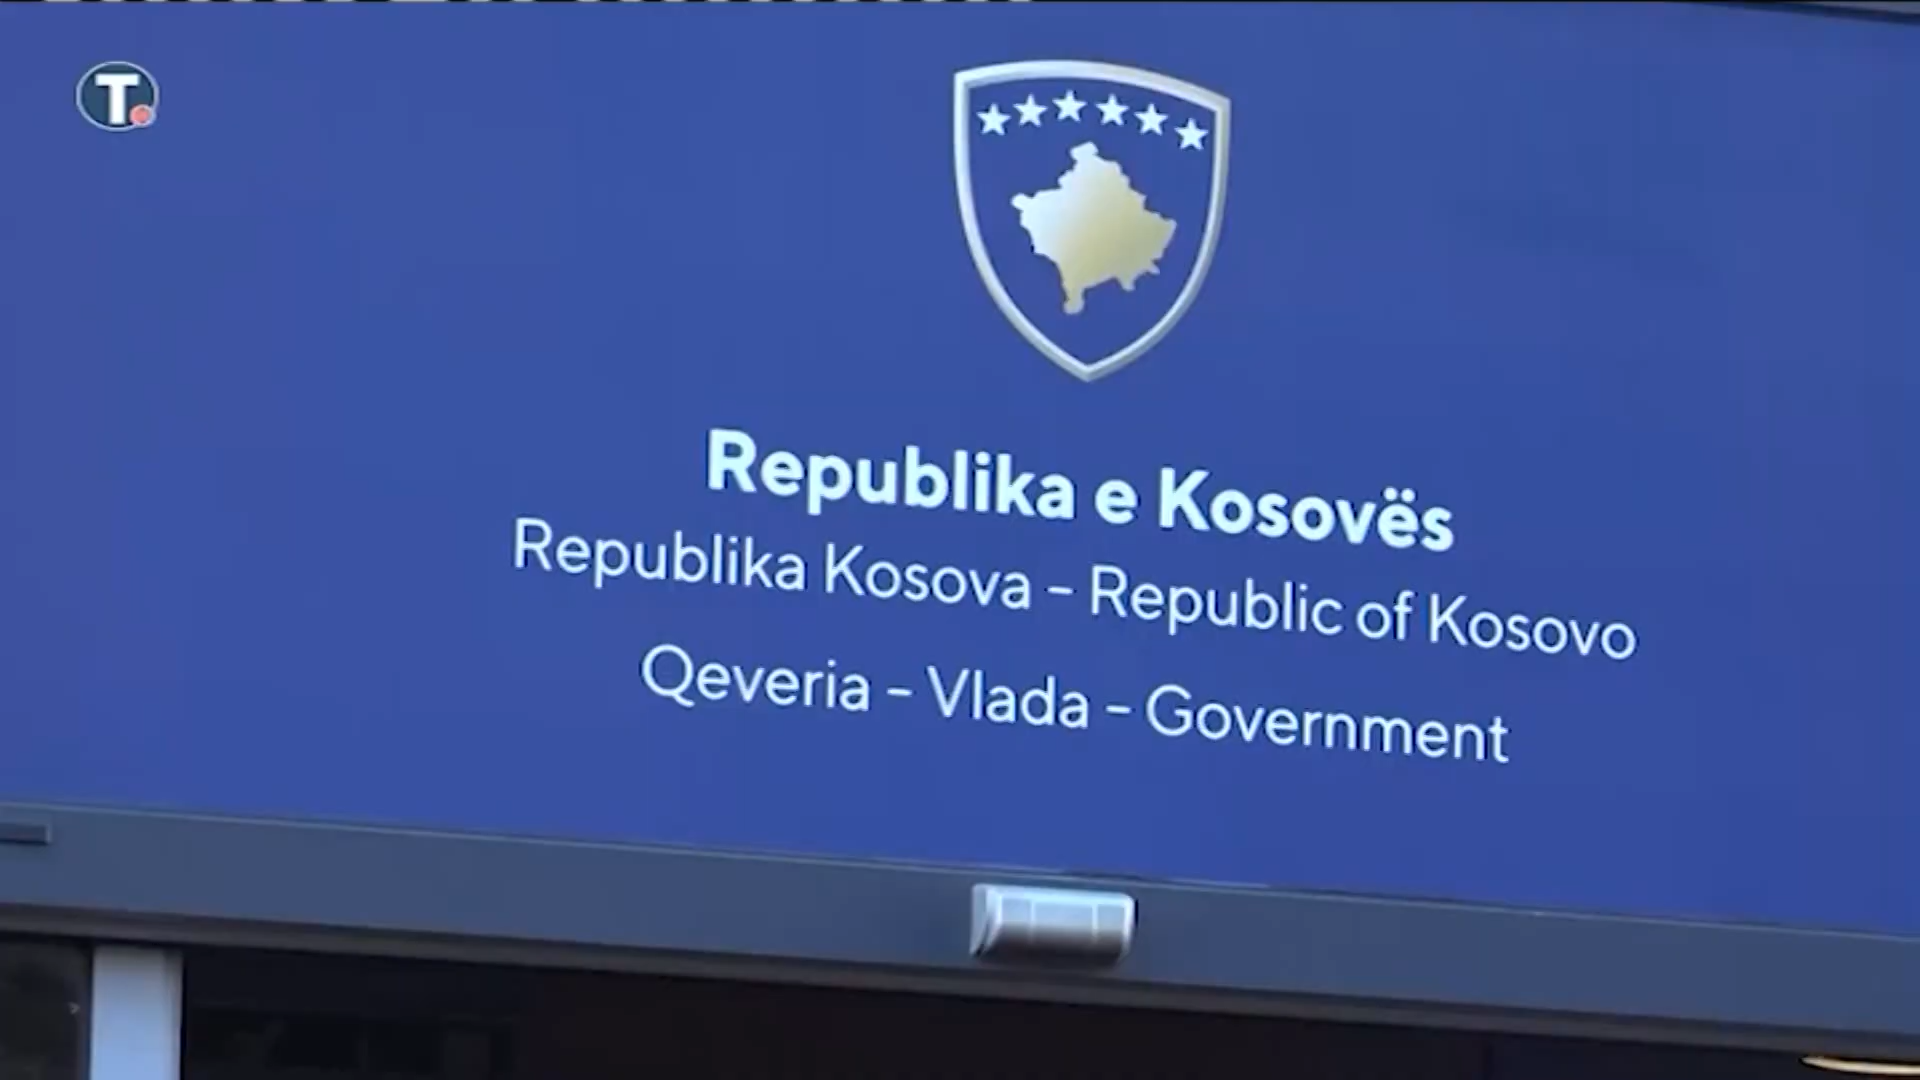 T
Republika e Kosovës
Republika Kosova - Republic of Kosovo
Qeveria - Vlada - Government